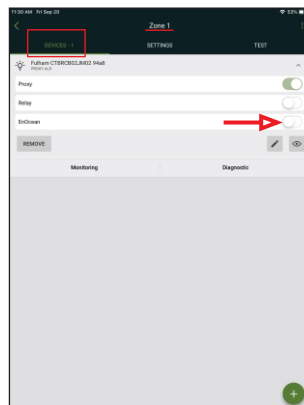 11:30 AM Fri Sep 20
53%
Zone 1
DEVICES - 1 SETTINGS TEST
Fulham CTBRCB02JM02 94a8
Proxy
Relay
EnOcean
REMOVE
Monitoring Diagnostic